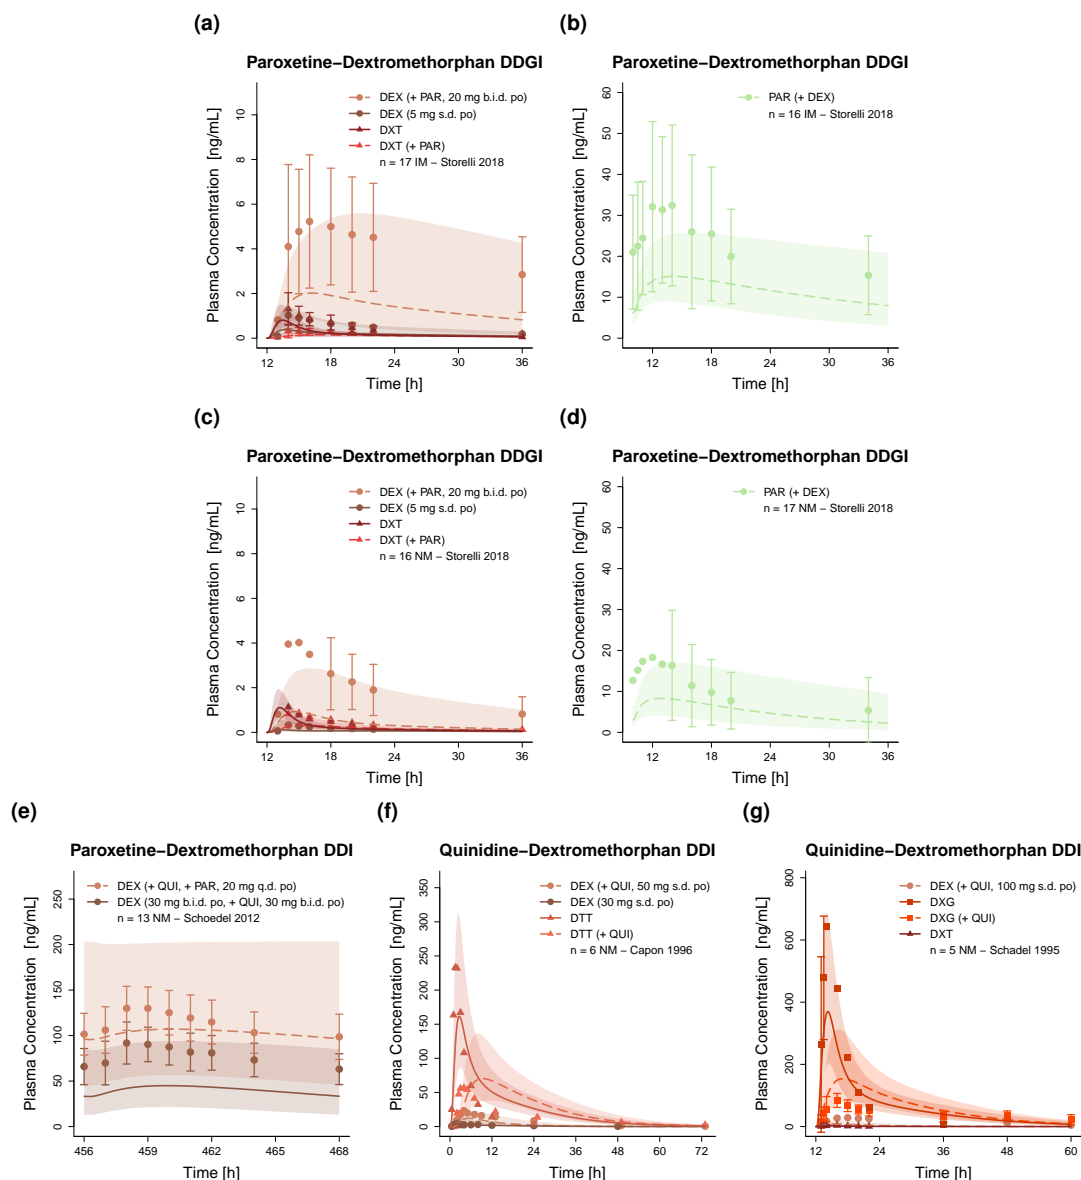 (a)
Paroxetine−Dextromethorphan DDGI
Plasma Concentration [ng/mL]
0
2
4
6
8
10
12
18
24
30
36
Time [h]
DEX (+ PAR, 20 mg b.i.d. po)
DEX (5 mg s.d. po)
DXT
DXT (+ PAR)
n = 17 IM − Storelli 2018
(b)
Paroxetine−Dextromethorphan DDGI
Plasma Concentration [ng/mL]
0
10
20
30
40
50
60
12
18
24
30
36
Time [h]
PAR (+ DEX)
n = 16 IM − Storelli 2018
(c)
Paroxetine−Dextromethorphan DDGI
Plasma Concentration [ng/mL]
0
2
4
6
8
10
12
18
24
30
36
Time [h]
DEX (+ PAR, 20 mg b.i.d. po)
DEX (5 mg s.d. po)
DXT
DXT (+ PAR)
n = 16 NM − Storelli 2018
(d)
Paroxetine−Dextromethorphan DDGI
Plasma Concentration [ng/mL]
0
10
20
30
40
50
60
12
18
24
30
36
Time [h]
PAR (+ DEX)
n = 17 NM − Storelli 2018
(e)
Paroxetine−Dextromethorphan DDI
Plasma Concentration [ng/mL]
0
50
100
150
200
250
456
459
462
465
468
Time [h]
DEX (+ QUI, + PAR, 20 mg q.d. po)
DEX (30 mg b.i.d. po, + QUI, 30 mg b.i.d. po)
n = 13 NM − Schoedel 2012
(f)
Quinidine−Dextromethorphan DDI
Plasma Concentration [ng/mL]
0
50
100
150
200
250
300
350
0
12
24
36
48
60
72
Time [h]
DEX (+ QUI, 50 mg s.d. po)
DEX (30 mg s.d. po)
DTT
DTT (+ QUI)
n = 6 NM − Capon 1996
(g)
Quinidine−Dextromethorphan DDI
Plasma Concentration [ng/mL]
0
200
400
600
800
12
24
36
48
60
Time [h]
DEX (+ QUI, 100 mg s.d. po)
DXG
DXG (+ QUI)
DXT
n = 5 NM − Schadel 1995